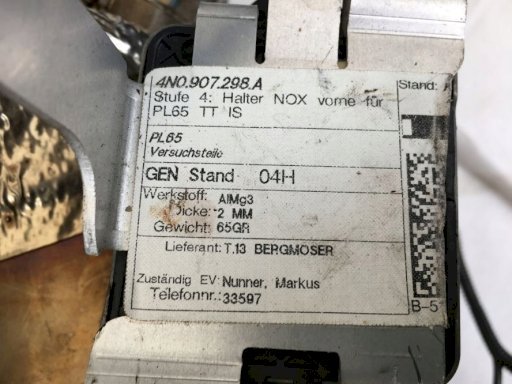 4N0.907.298.A
Stand:
Stufe 4: Halter NOX vorne für
PL65 TT IS
PL65
Versuchsteile
GEN Stand 04H
Werkstoff: AlMg3
Dicke: 2 MM
Gewicht: 65GR
Lieferant: T.13 BERGMOSER
Zuständig EV: Nunner, Markus
Telefonnr.: 33597
B-5